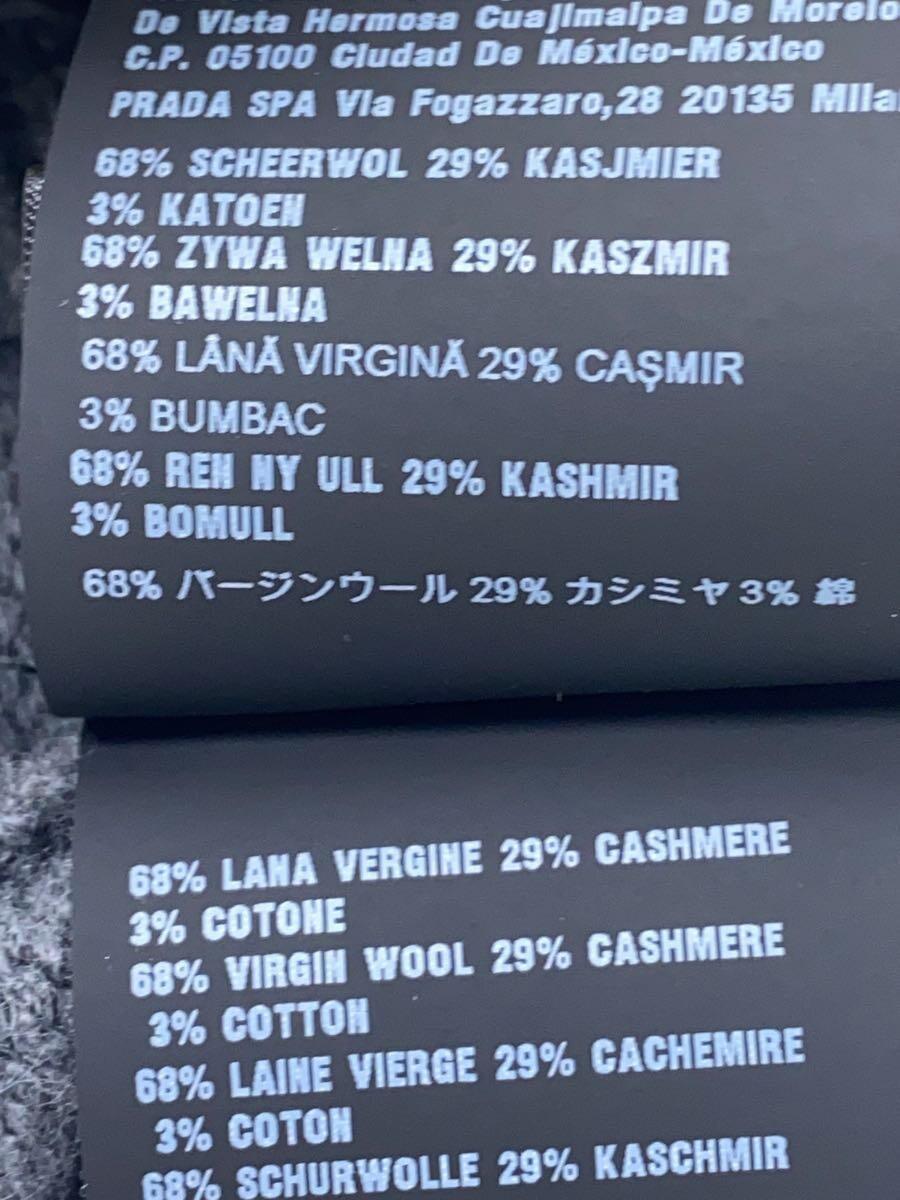 De Vista Hermosa Cuajimalpa De Morelo
C.P. 05100 Ciudad De México-México
PRADA SPA Via Fogazzaro,28 20135 Mila
68% SCHEERWOL 29% KASJMIER
3% KATOEN
68% ZYWA WELNA 29% KASZMIR
3% BAWELNA
68% LÂNĂ VIRGINĂ 29% CAŞMIR
3% BUMBAC
68% REN NY ULL 29% KASHMIR
3% BOMULL
68% バージンウール 29% カシミヤ 3% 綿
68% LANA VERGINE 29% CASHMERE
3% COTONE
68% VIRGIN WOOL 29% CASHMERE
3% COTTON
68% LAINE VIERGE 29% CACHEMIRE
3% COTON
68% SCHURWOLLE 29% KASCHMIR